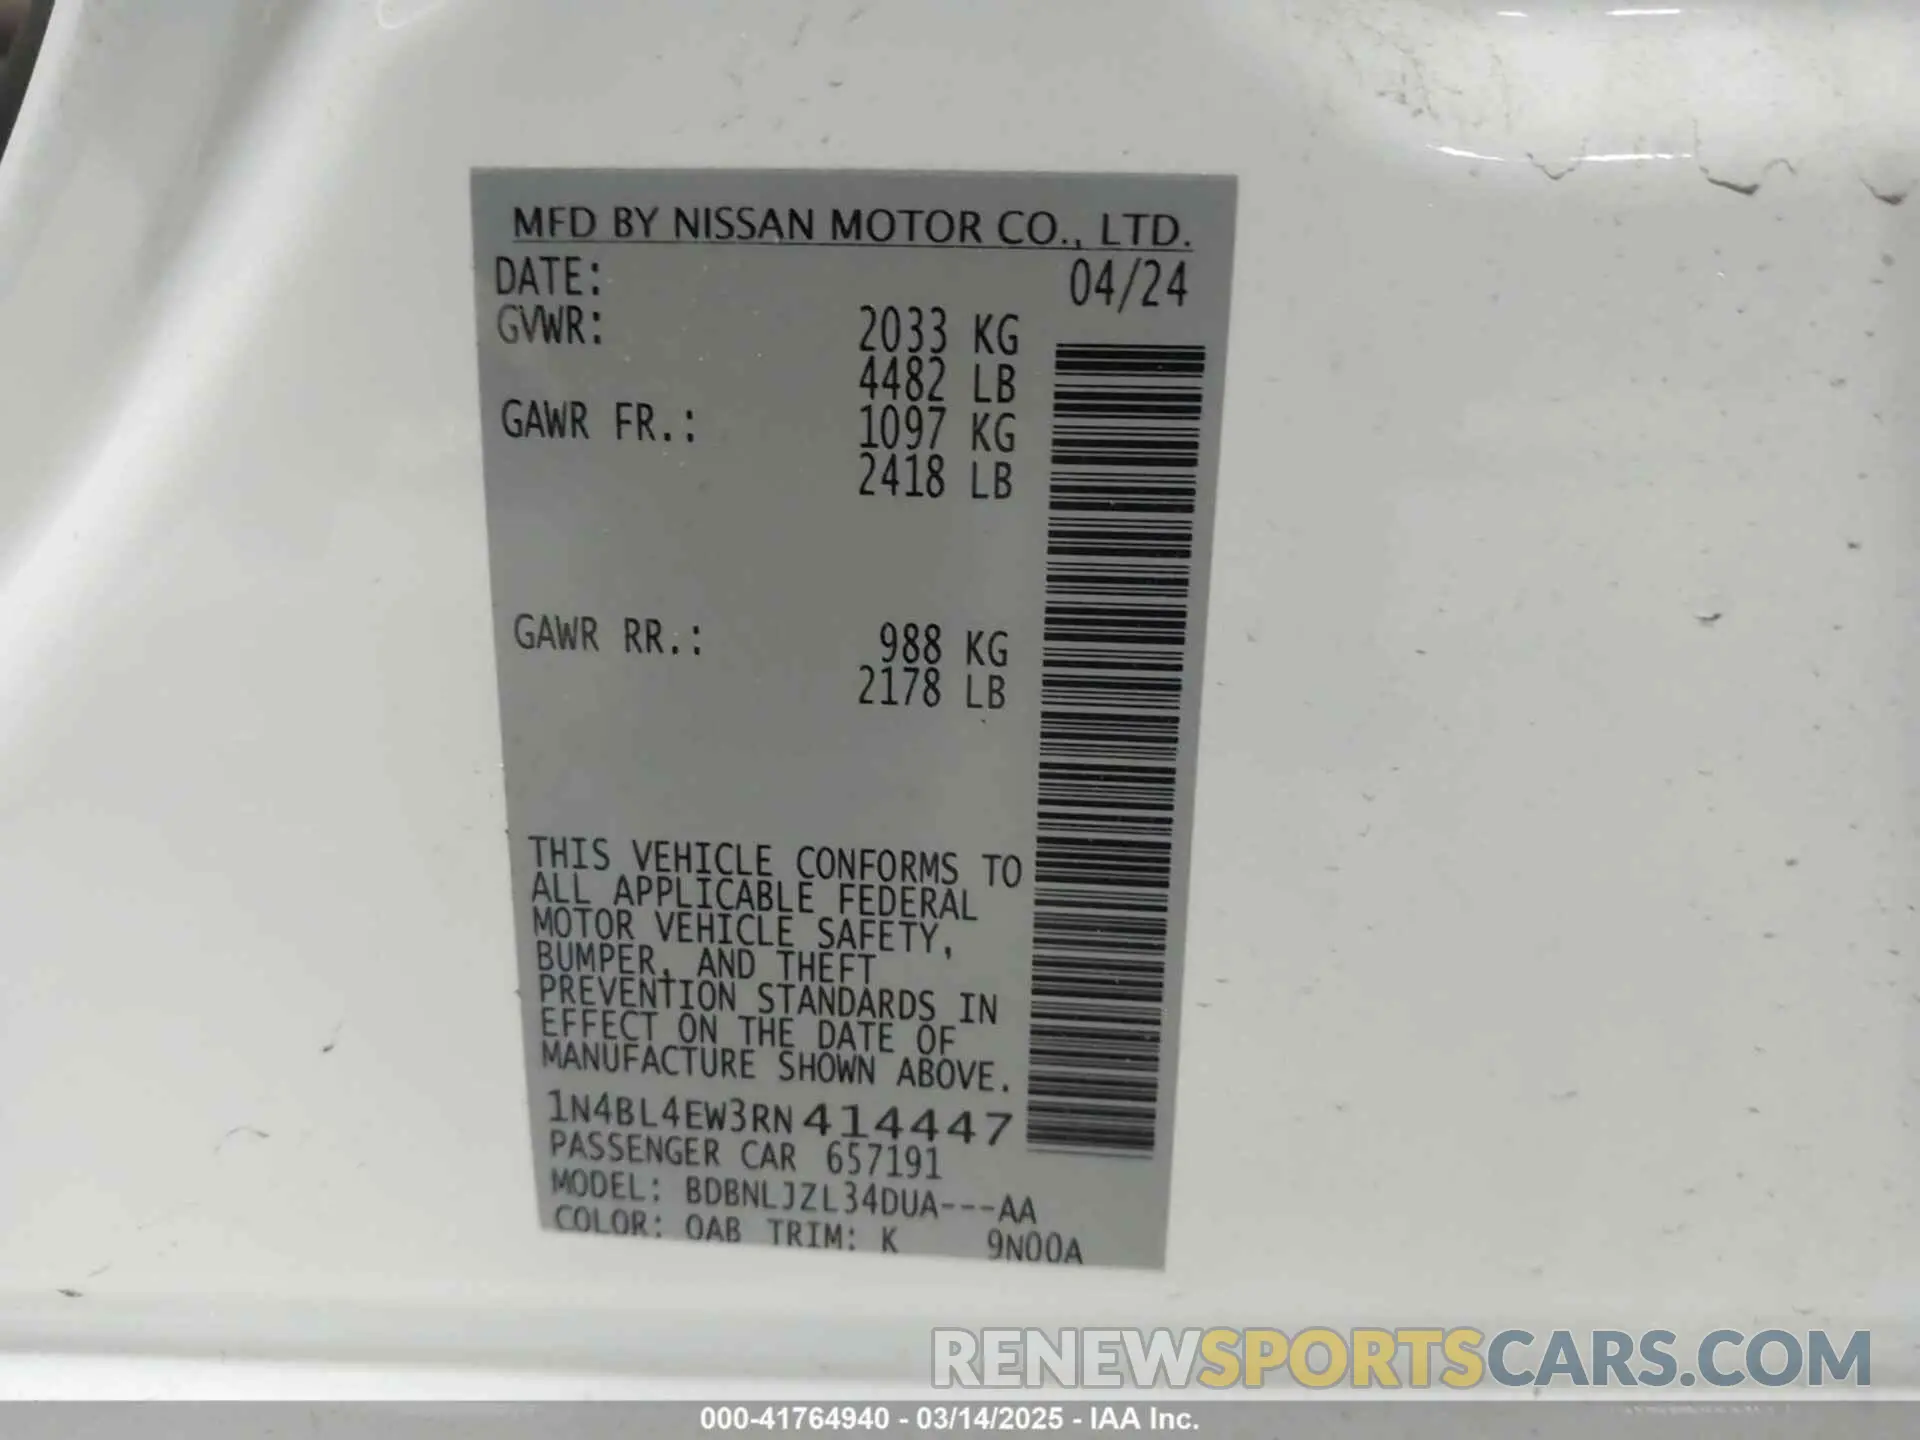 MFD BY NISSAN MOTOR CO., LTD.
DATE: 04/24
GVWR: 2033 KG
4482 LB
GAWR FR.: 1097 KG
2418 LB
GAWR RR.: 988 KG
2178 LB
THIS VEHICLE CONFORMS TO
ALL APPLICABLE FEDERAL
MOTOR VEHICLE SAFETY,
BUMPER, AND THEFT
PREVENTION STANDARDS IN
EFFECT ON THE DATE OF
MANUFACTURE SHOWN ABOVE.
1N4BL4EW3RN414447
PASSENGER CAR 657191
MODEL: BDBNLJZL34DUA---AA
COLOR: QAB TRIM: K 9N00A
RENEWSPORTSCARS.COM
000-41764940 - 03/14/2025 - IAA Inc.